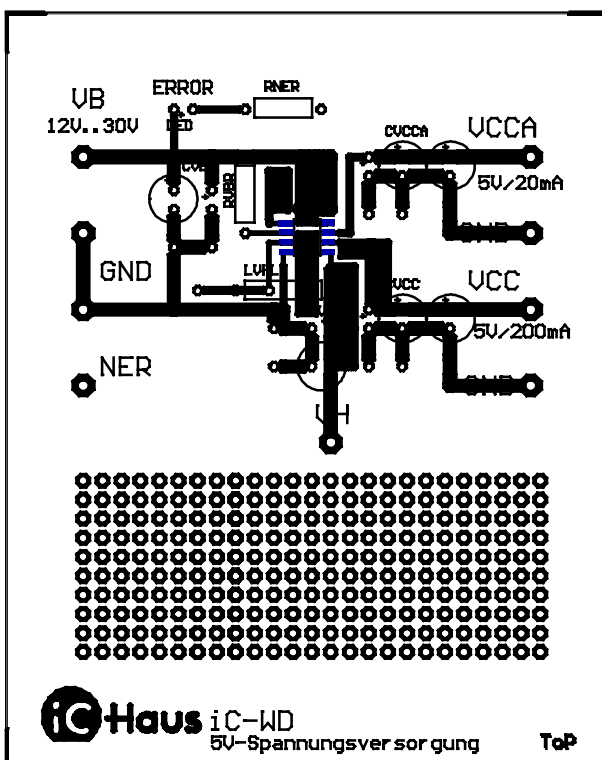 ERROR
RNER
VB
12V..30V
LED
CVCCA
VCCA
5V/20mA
RVBR
GND
GND
VCC
5V/200mA
NER
GND
VH
iC Haus
iC-WD
5V-Spannungsversorgung
ToP